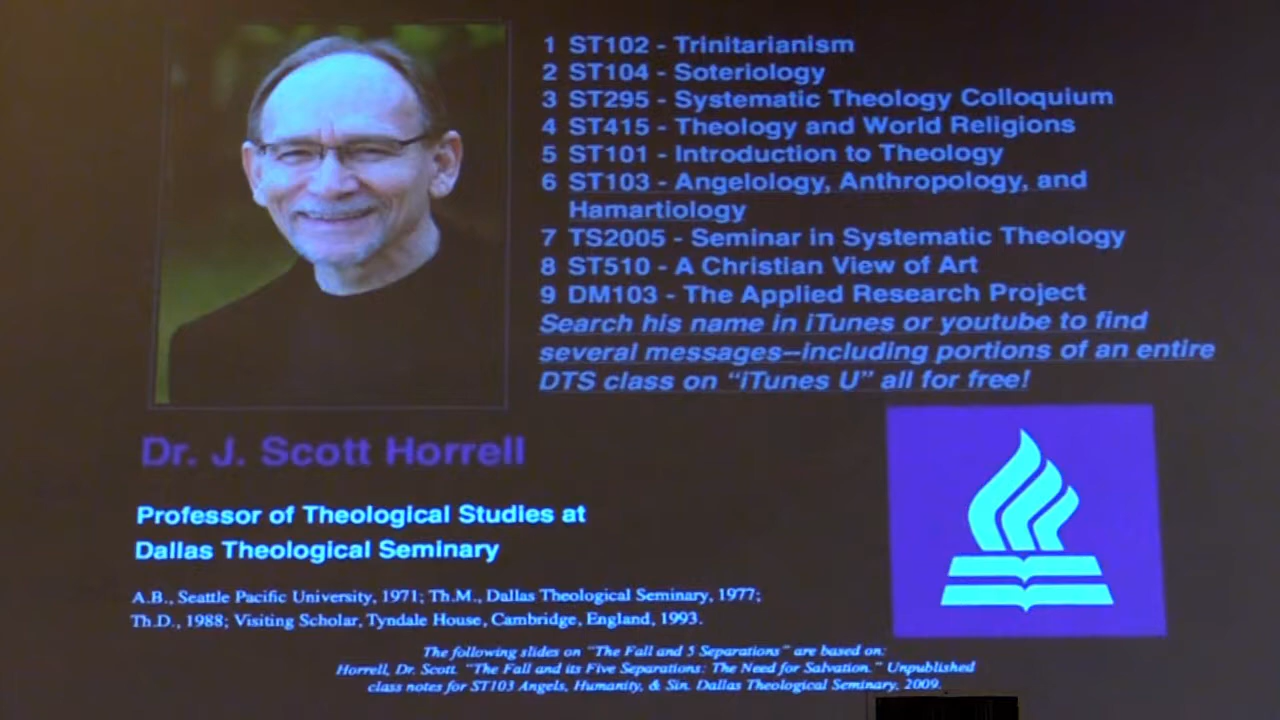 1 ST102 - Trinitarianism
2 ST104 - Soteriology
3 ST295 - Systematic Theology Colloquium
4 ST415 - Theology and World Religions
5 ST101 - Introduction to Theology
6 ST103 - Angelology, Anthropology, and
Hamartiology
7 TS2005 - Seminar in Systematic Theology
8 ST510 - A Christian View of Art
9 DM103 - The Applied Research Project
Search his name in iTunes or youtube to find
several messages—including portions of an entire
DTS class on “iTunes U” all for free!
Dr. J. Scott Horrell
Professor of Theological Studies at
Dallas Theological Seminary
A.B., Seattle Pacific University, 1971; Th.M., Dallas Theological Seminary, 1977;
Th.D., 1988; Visiting Scholar, Tyndale House, Cambridge, England, 1993.
The following slides on “The Fall and 5 Separations” are based on:
Horrell, Dr. Scott. “The Fall and its Five Separations: The Need for Salvation.” Unpublished
class notes for ST103 Angels, Humanity, & Sin. Dallas Theological Seminary, 2009.